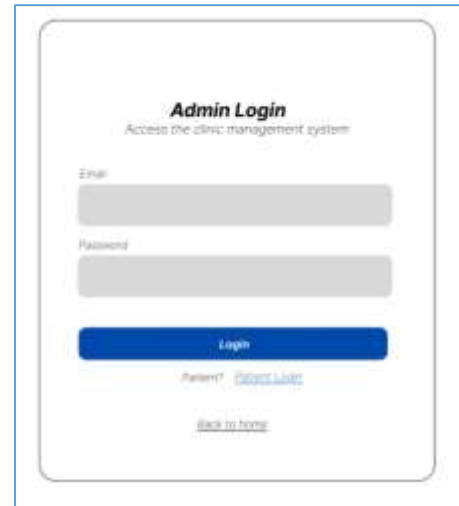 Admin Login
Access the clinic management system
Email
Password
Login
Patient? Patient Login
Back to home